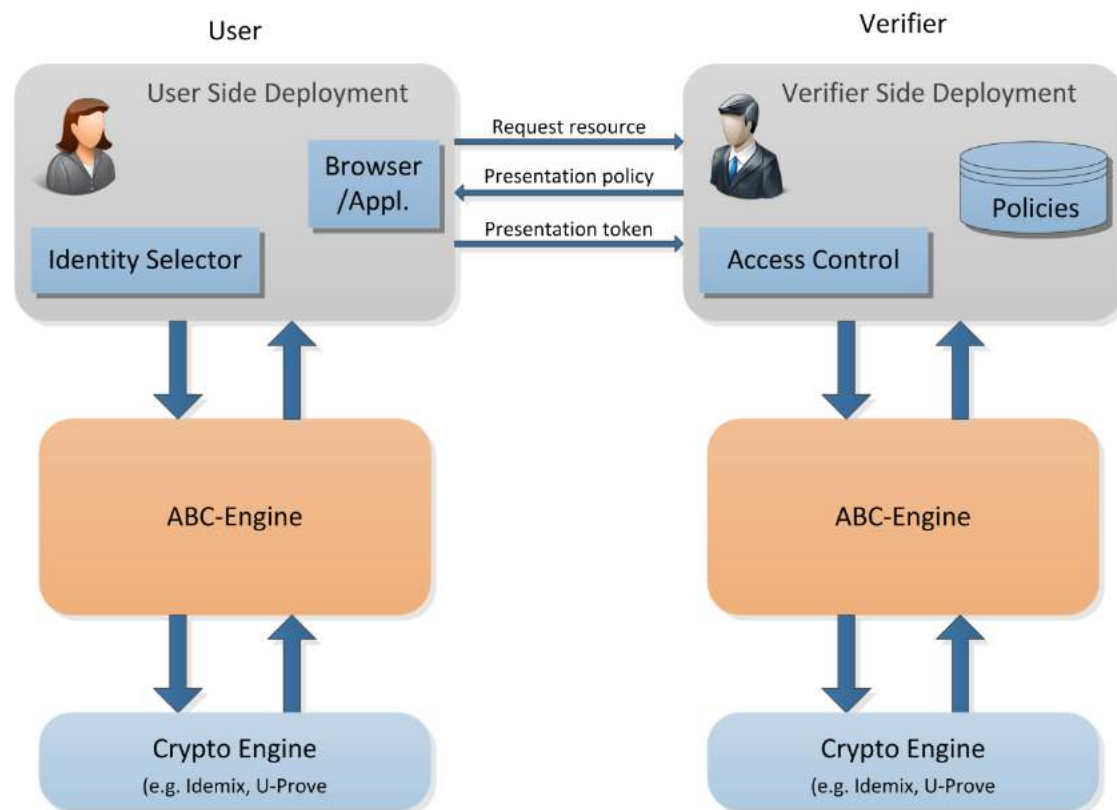 User
Verifier
User Side Deployment
Verifier Side Deployment
Request resource
Browser
/Appl.
Presentation policy
Policies
Presentation token
Identity Selector
Access Control
ABC-Engine
ABC-Engine
Crypto Engine
(e.g. Idemix, U-Prove
Crypto Engine
(e.g. Idemix, U-Prove